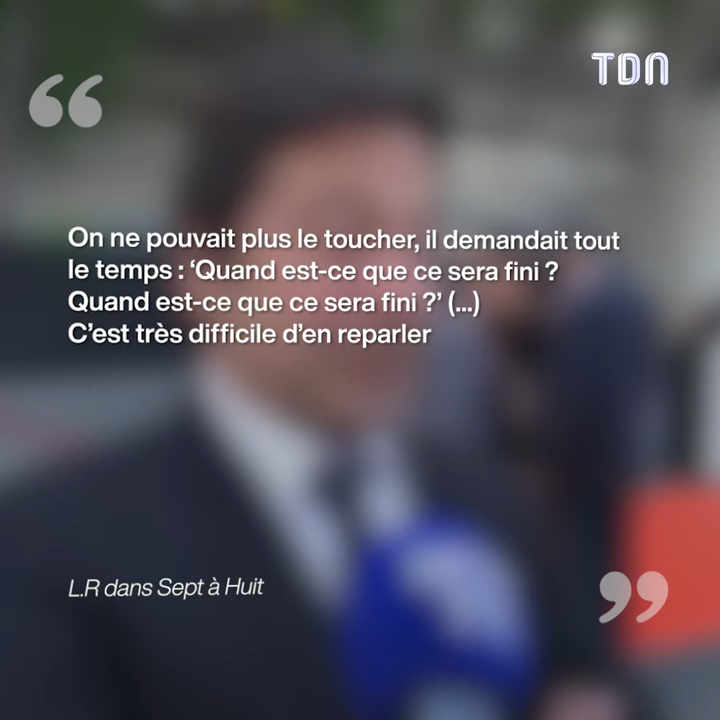 TDN
“
On ne pouvait plus le toucher, il demandait tout
le temps : ‘Quand est-ce que ce sera fini ?
Quand est-ce que ce sera fini ?’ (...)
C’est très difficile d’en reparler
L.R dans Sept à Huit
”